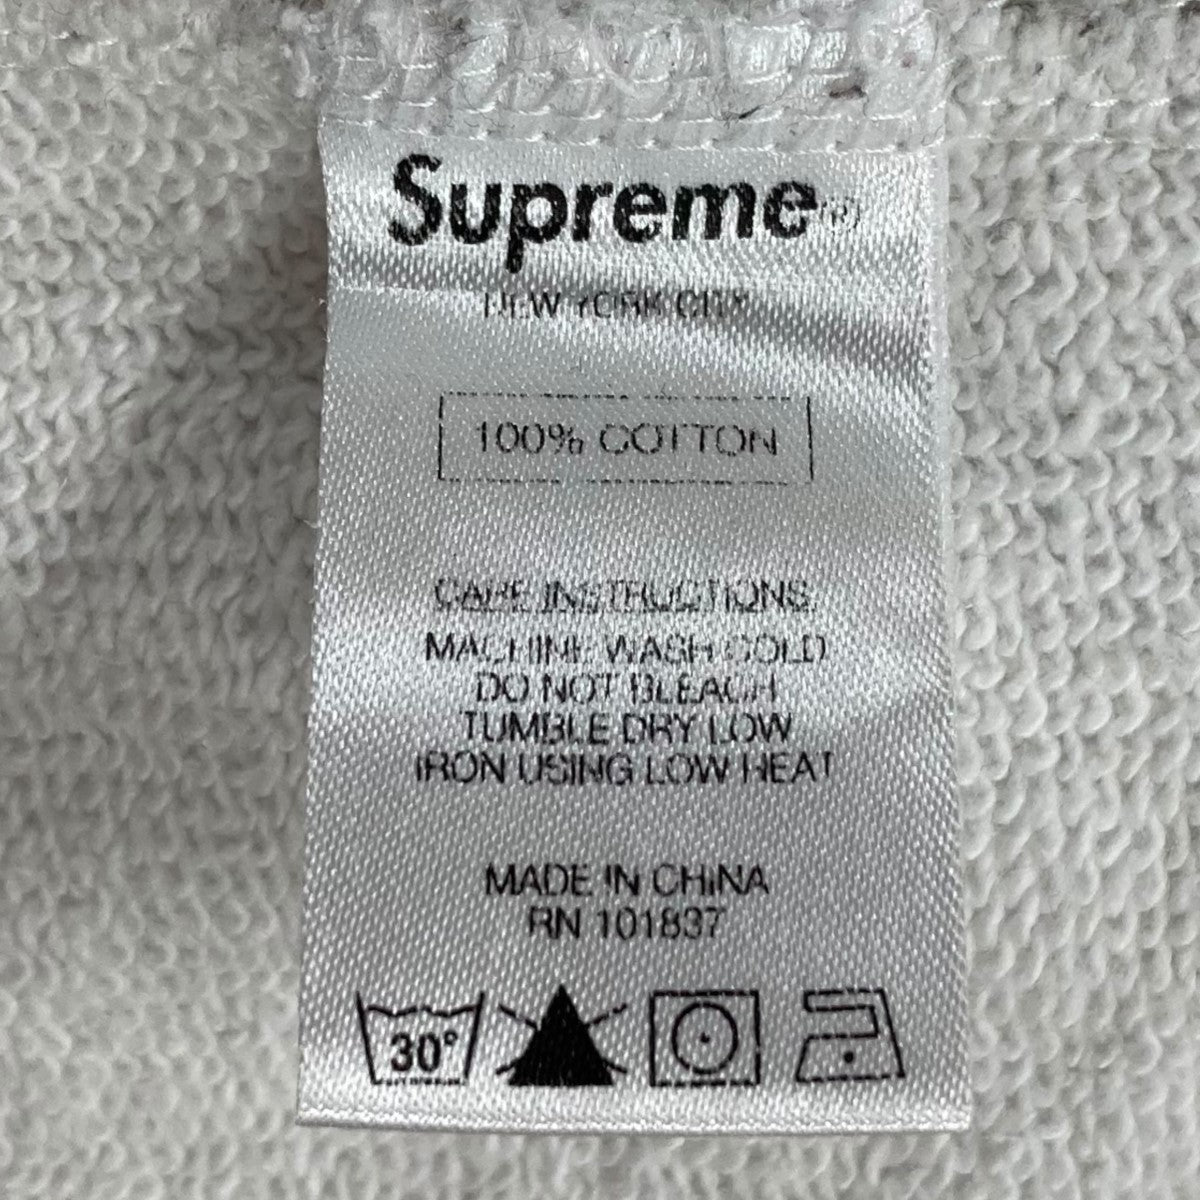 Supreme®
NEW YORK CITY
100% COTTON
CARE INSTRUCTIONS
MACHINE WASH COLD
DO NOT BLEACH
TUMBLE DRY LOW
IRON USING LOW HEAT
MADE IN CHINA
RN 101837
30°